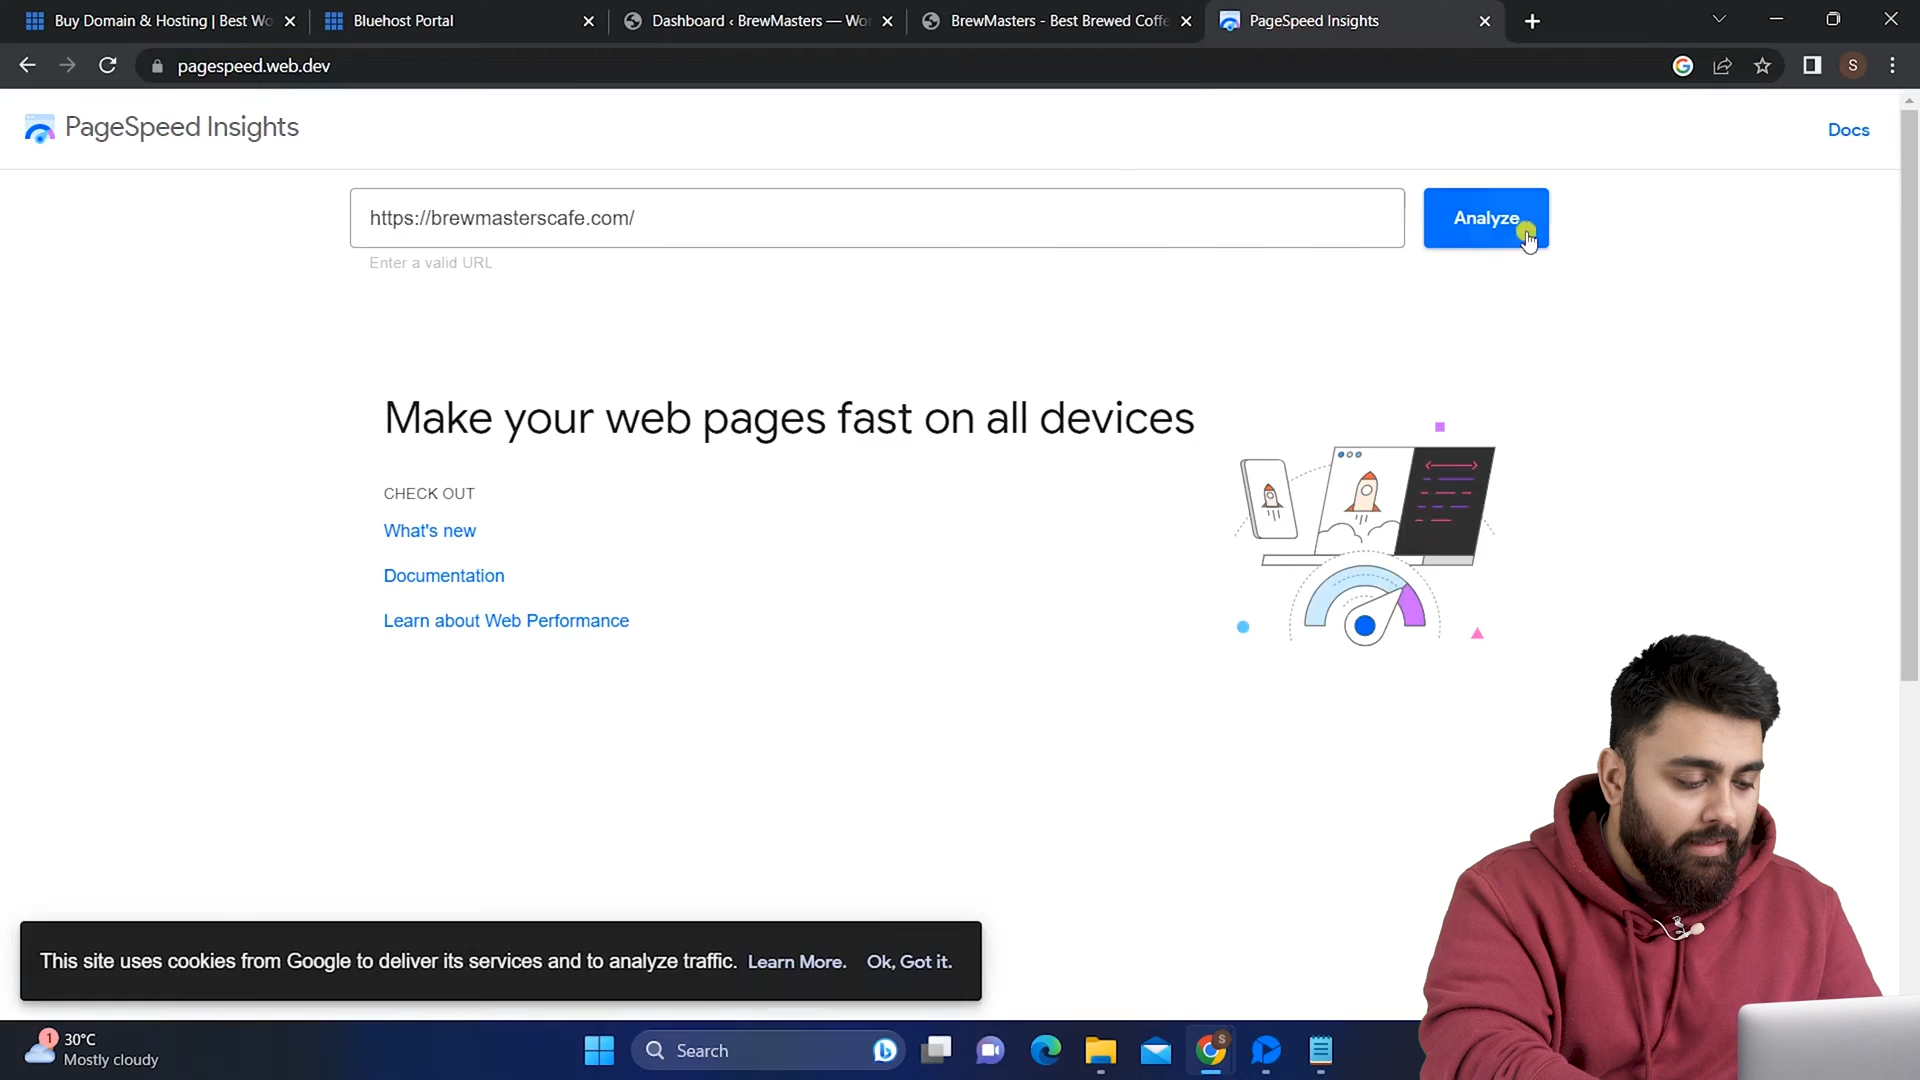 Buy Domain & Hosting | Best Wo
Bluehost Portal
Dashboard ‹ BrewMasters — Wo
BrewMasters - Best Brewed Coffe
PageSpeed Insights
pagespeed.web.dev
S
PageSpeed Insights
Docs
https://brewmasterscafe.com/
Analyze
Enter a valid URL
Make your web pages fast on all devices
CHECK OUT
What's new
Documentation
Learn about Web Performance
This site uses cookies from Google to deliver its services and to analyze traffic. Learn More. Ok, Got it.
1
30°C
Mostly cloudy
Search
S